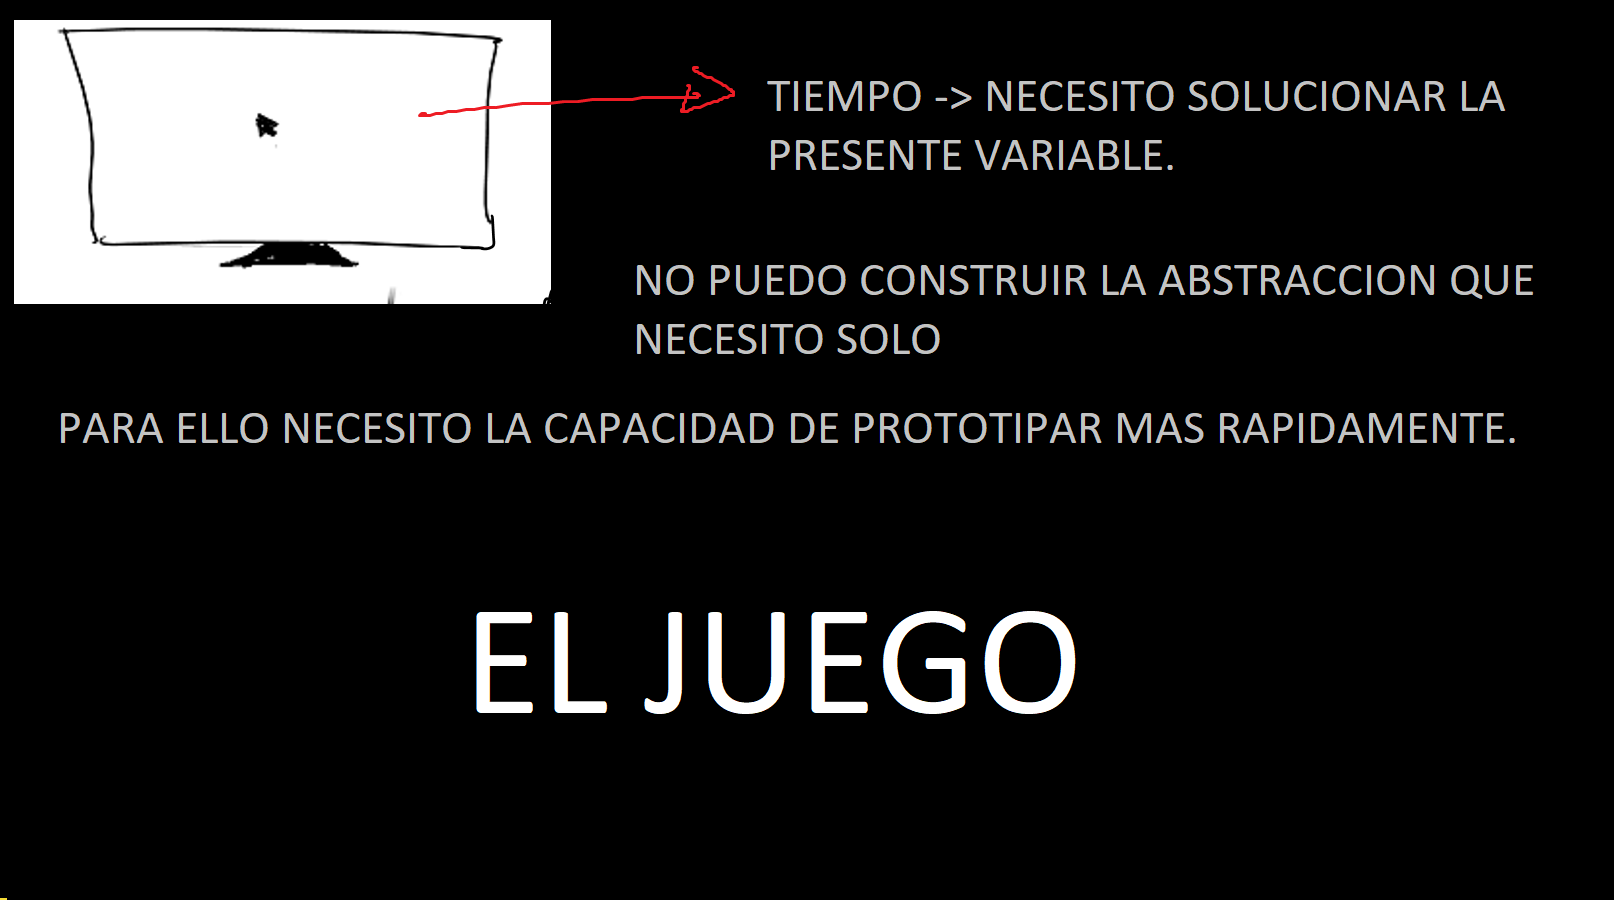 TIEMPO -> NECESITO SOLUCIONAR LA
PRESENTE VARIABLE.
NO PUEDO CONSTRUIR LA ABSTRACCION QUE
NECESITO SOLO
PARA ELLO NECESITO LA CAPACIDAD DE PROTOTIPAR MAS RAPIDAMENTE.
EL JUEGO